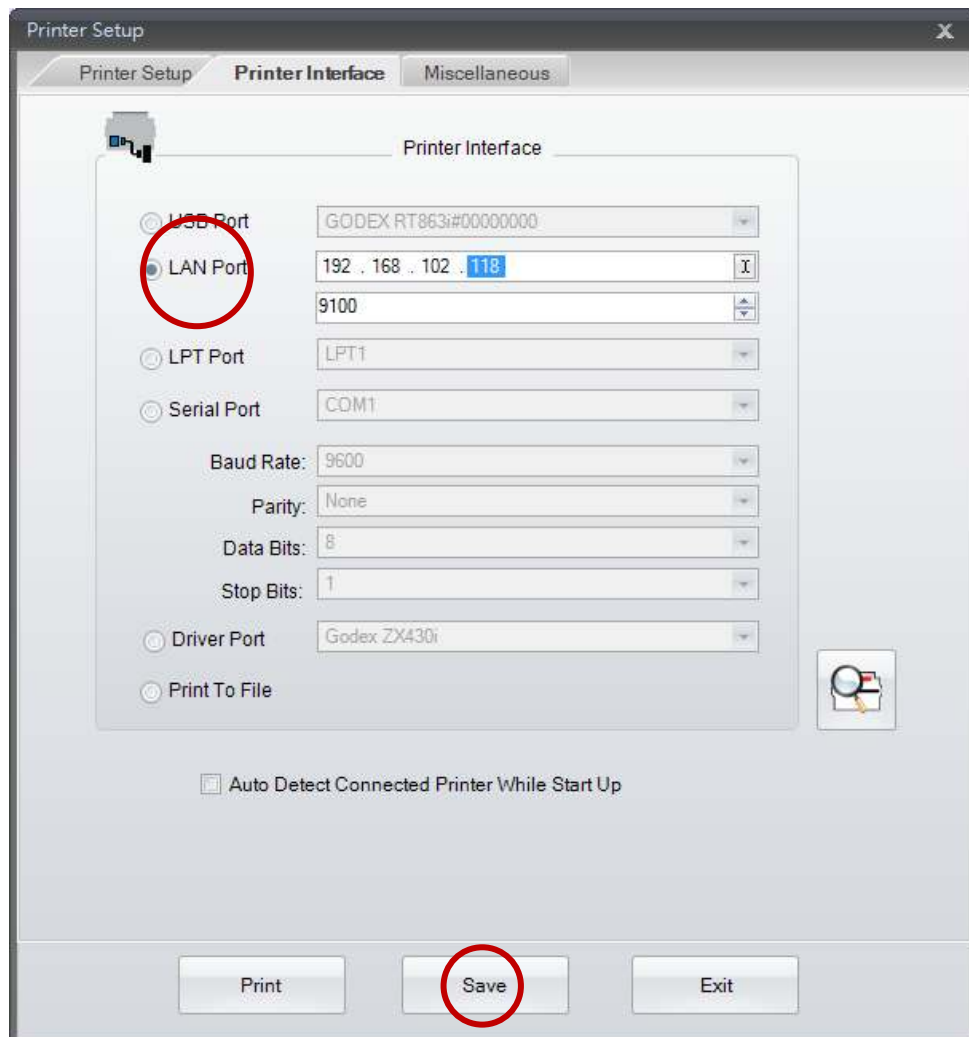 Printer Setup
Printer Setup Printer Interface Miscellaneous
Printer Interface
USB Port GODEX RT863i#00000000
LAN Port 192 . 168 . 102 . 118
9100
LPT Port LPT1
Serial Port COM1
Baud Rate: 9600
Parity: None
Data Bits: 8
Stop Bits: 1
Driver Port Godex ZX430i
Print To File
Auto Detect Connected Printer While Start Up
Print Save Exit